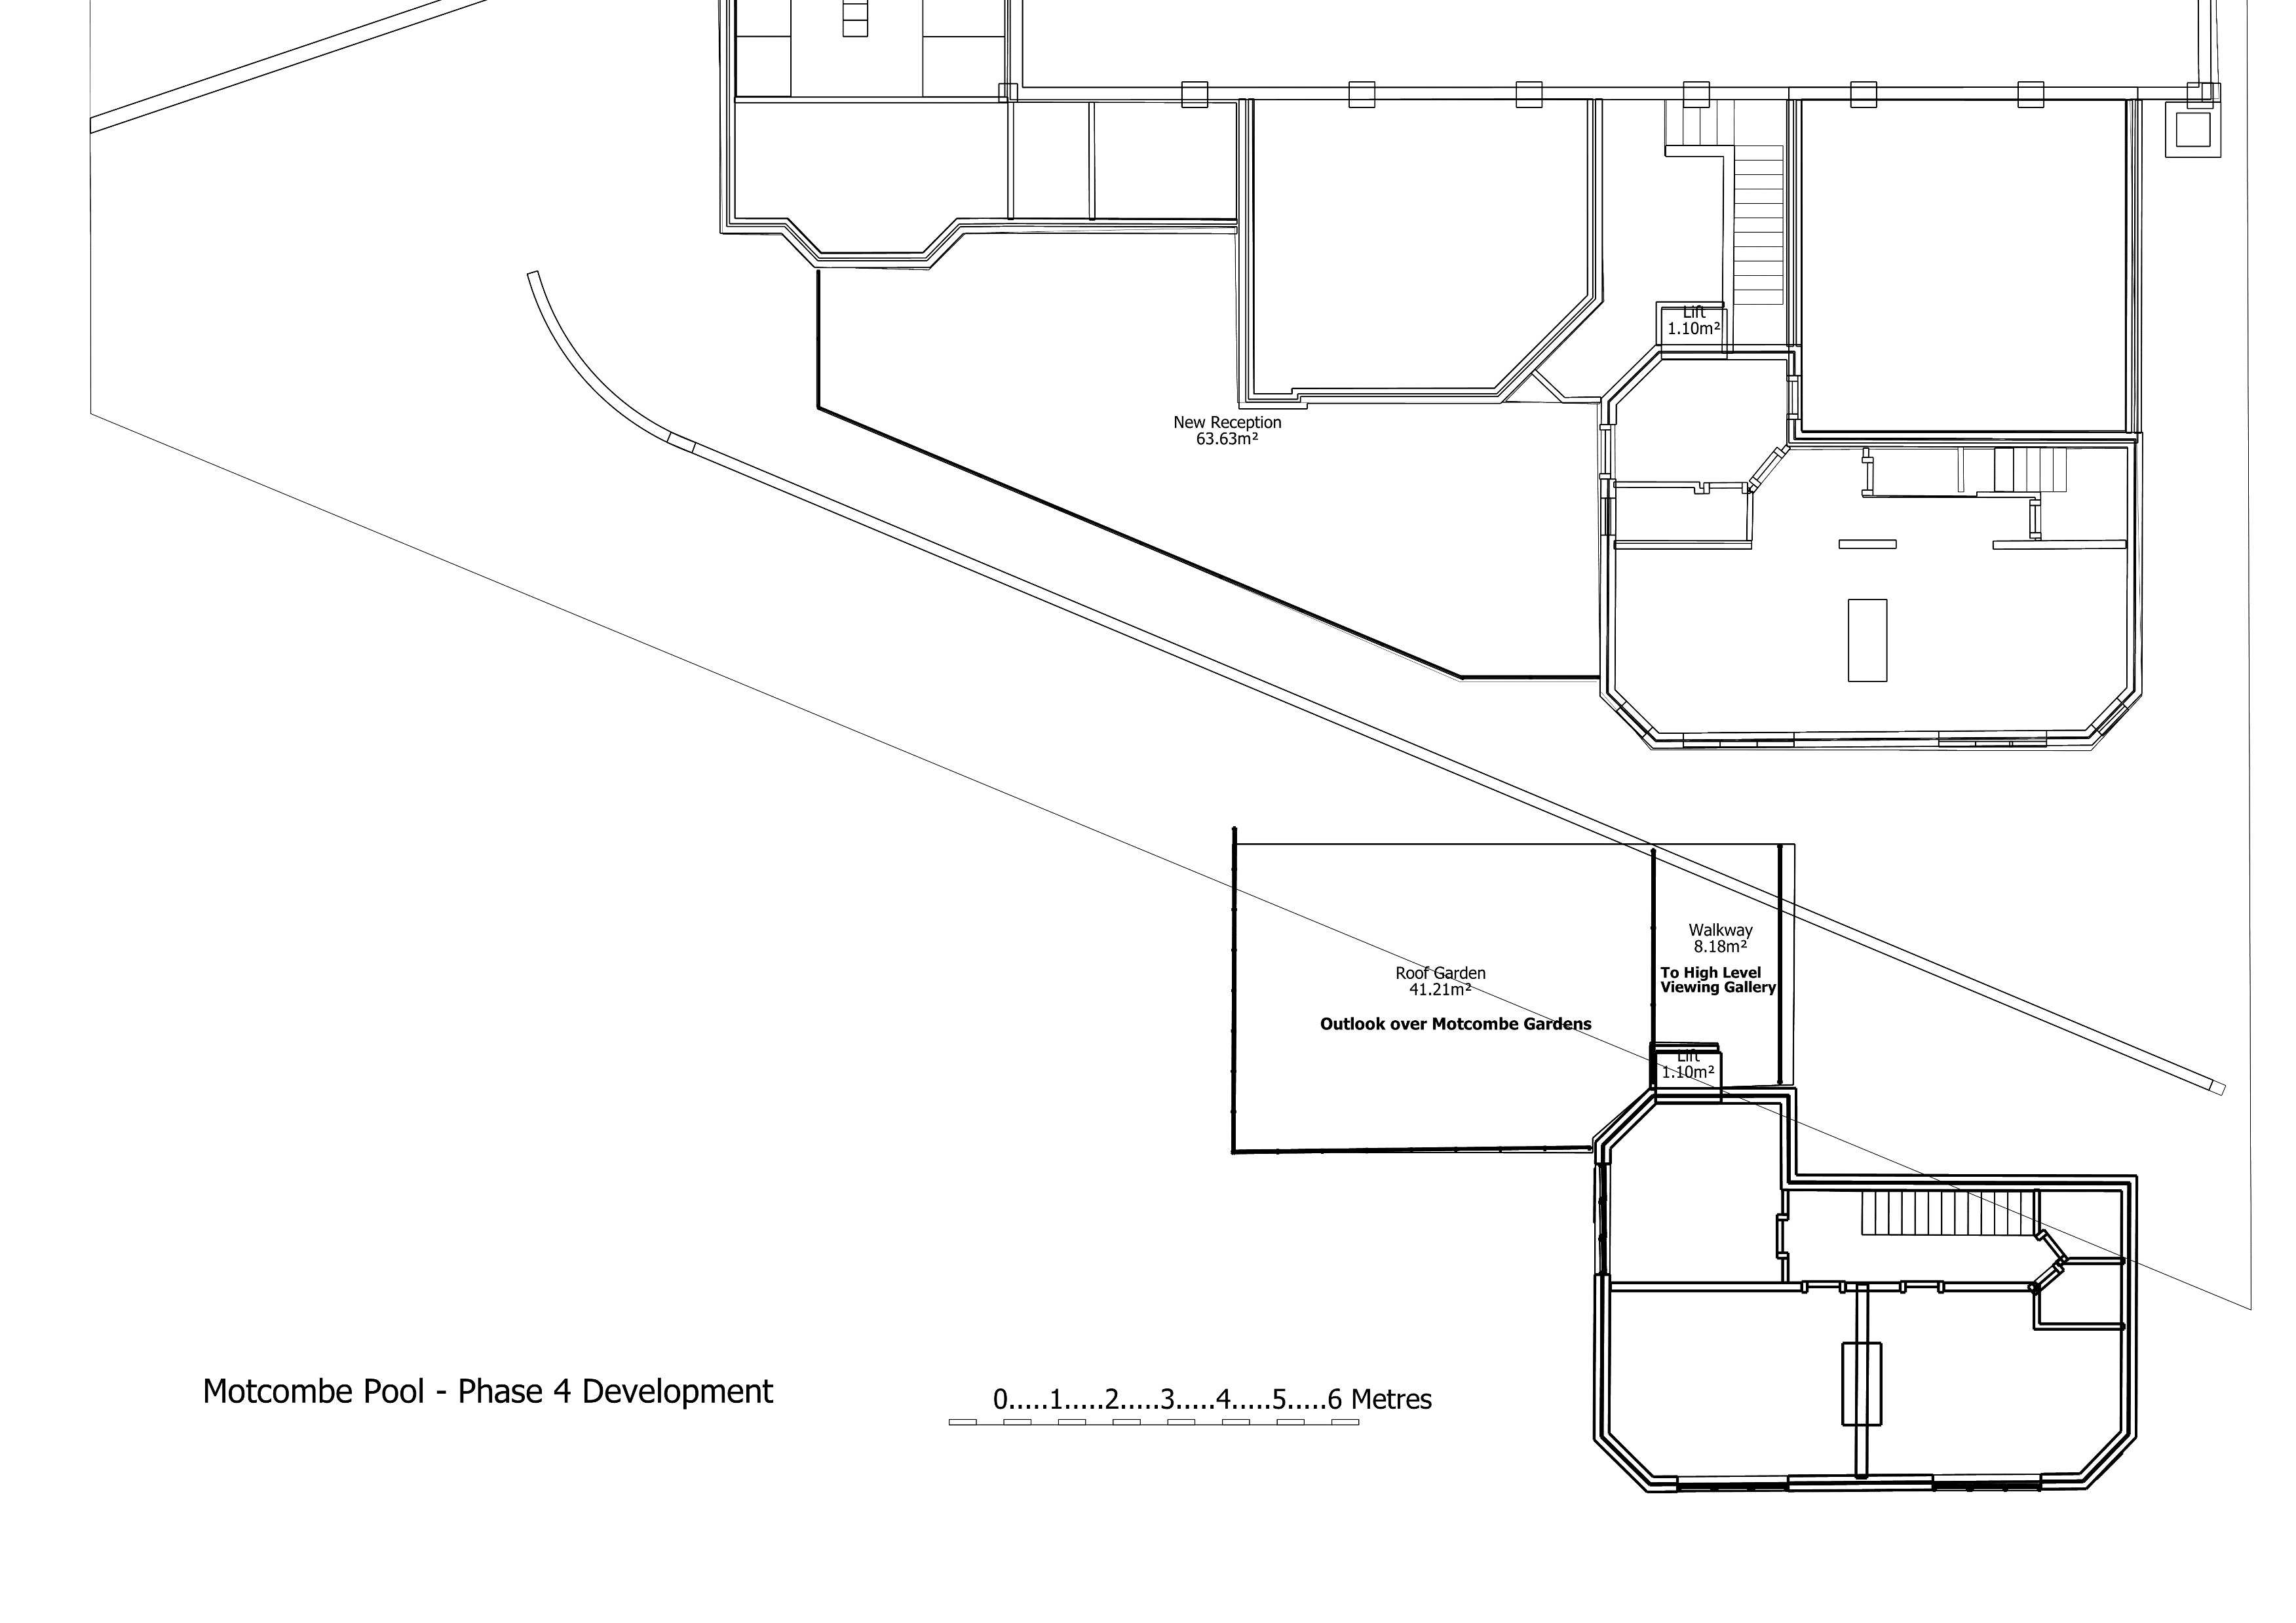 Lift
1.10m²
New Reception
63.63m²
Walkway
8.18m²
To High Level
Viewing Gallery
Roof Garden
41.21m²
Outlook over Motcombe Gardens
Lift
1.10m²
Motcombe Pool - Phase 4 Development
0.....1.....2.....3.....4.....5.....6 Metres